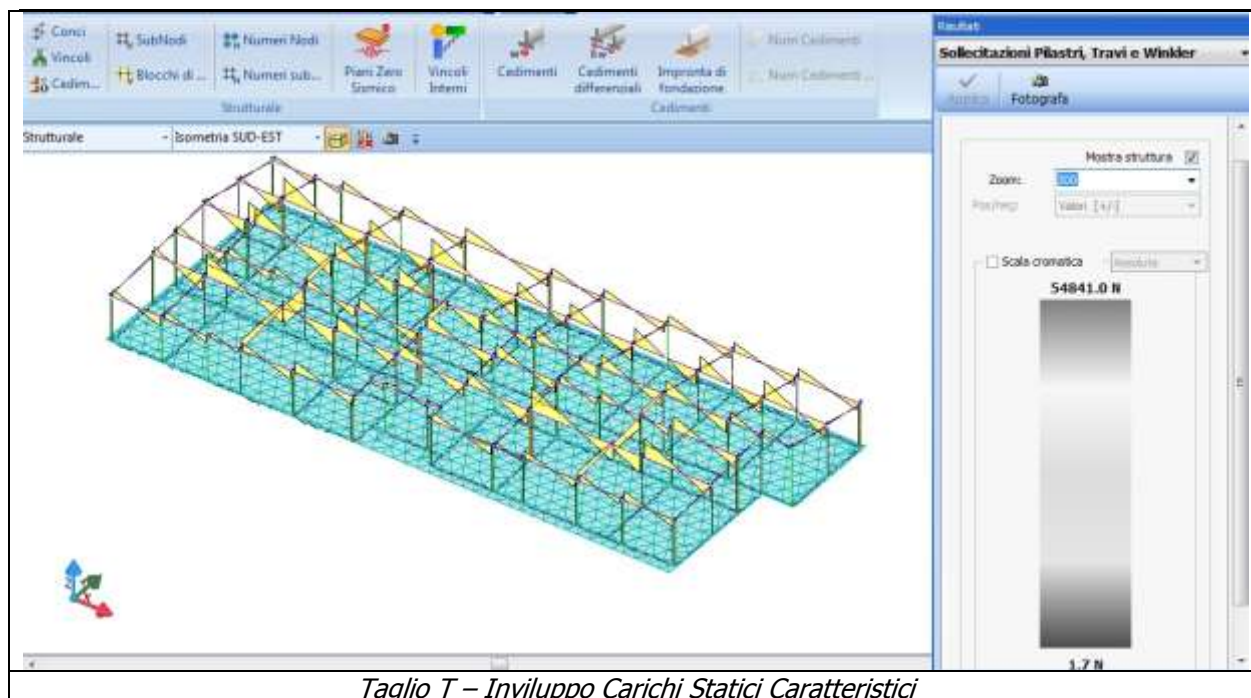 Conci
Vincoli
Cedim...
SubNodi
Blocchi di ...
Numeri Nodi
Numeri sub...
Piani Zero
Sismico
Vincoli
Interni
Strutturale
Cedimenti
Cedimenti
differenziali
Impronta di
fondazione
Num Cedimenti
Num Cedimenti ...
Cedimenti
Strutturale
Isometria SUD-EST
Risultati
Sollecitazioni Pilastri, Travi e Winkler
Applica
Fotografa
Mostra struttura
Zoom:
300
Pos/neg:
Valori [+/-]
Scala cromatica
54841.0 N
1.7 N
Taglio T – Inviluppo Carichi Statici Caratteristici